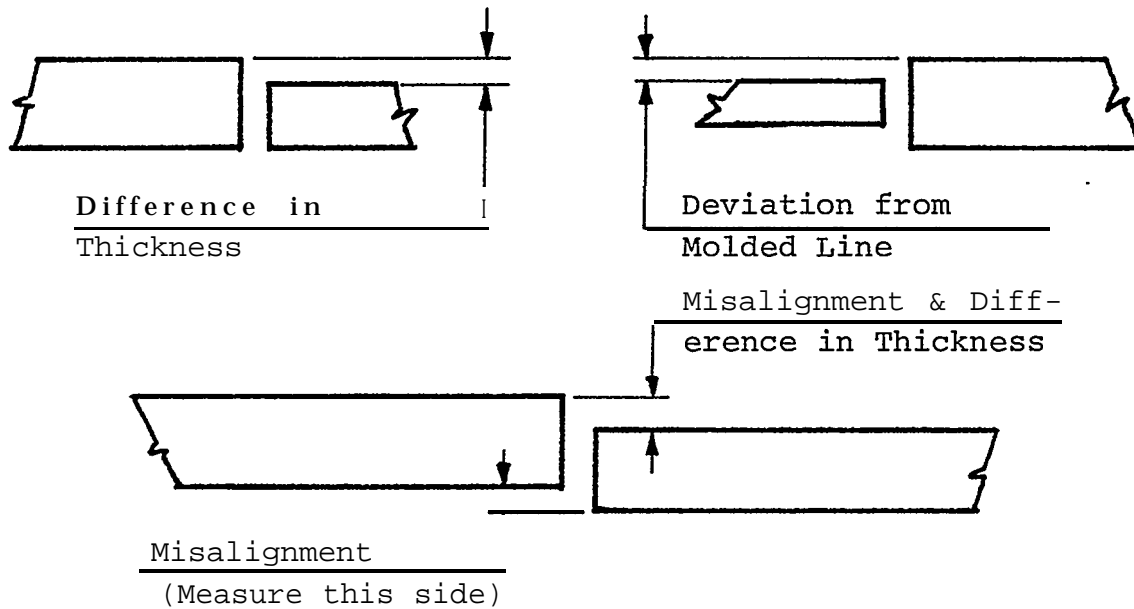 Difference in
Thickness
Deviation from
Molded Line
Misalignment & Diff-
erence in Thickness
Misalignment
(Measure this side)